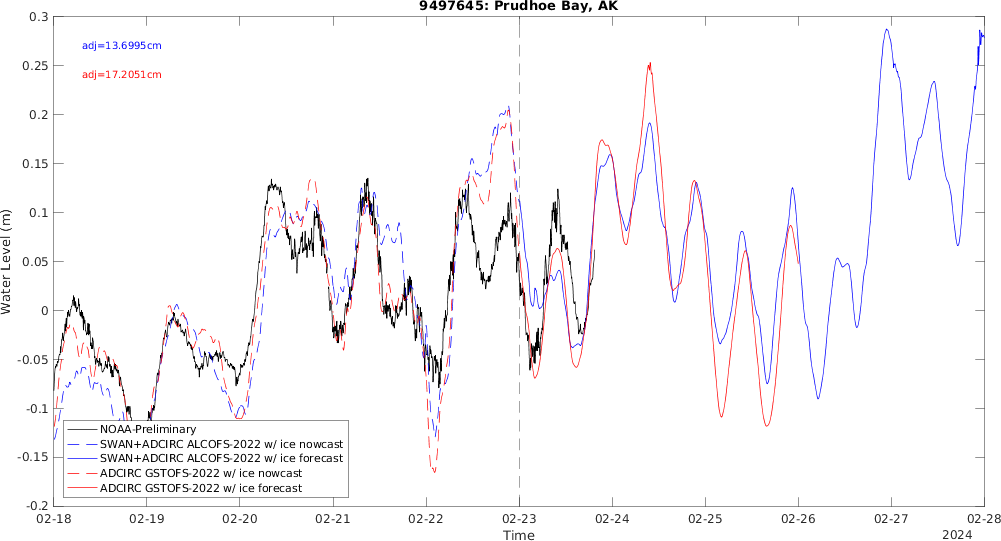 9497645: Prudhoe Bay, AK
adj=13.6995cm
adj=17.2051cm
0.3
0.25
0.2
0.15
0.1
0.05
0
-0.05
-0.1
-0.15
-0.2
Water Level (m)
NOAA-Preliminary
SWAN+ADCIRC ALCOFS-2022 w/ ice nowcast
SWAN+ADCIRC ALCOFS-2022 w/ ice forecast
ADCIRC GSTOFS-2022 w/ ice nowcast
ADCIRC GSTOFS-2022 w/ ice forecast
02-18 02-19 02-20 02-21 02-22 02-23 02-24 02-25 02-26 02-27 02-28
Time
2024